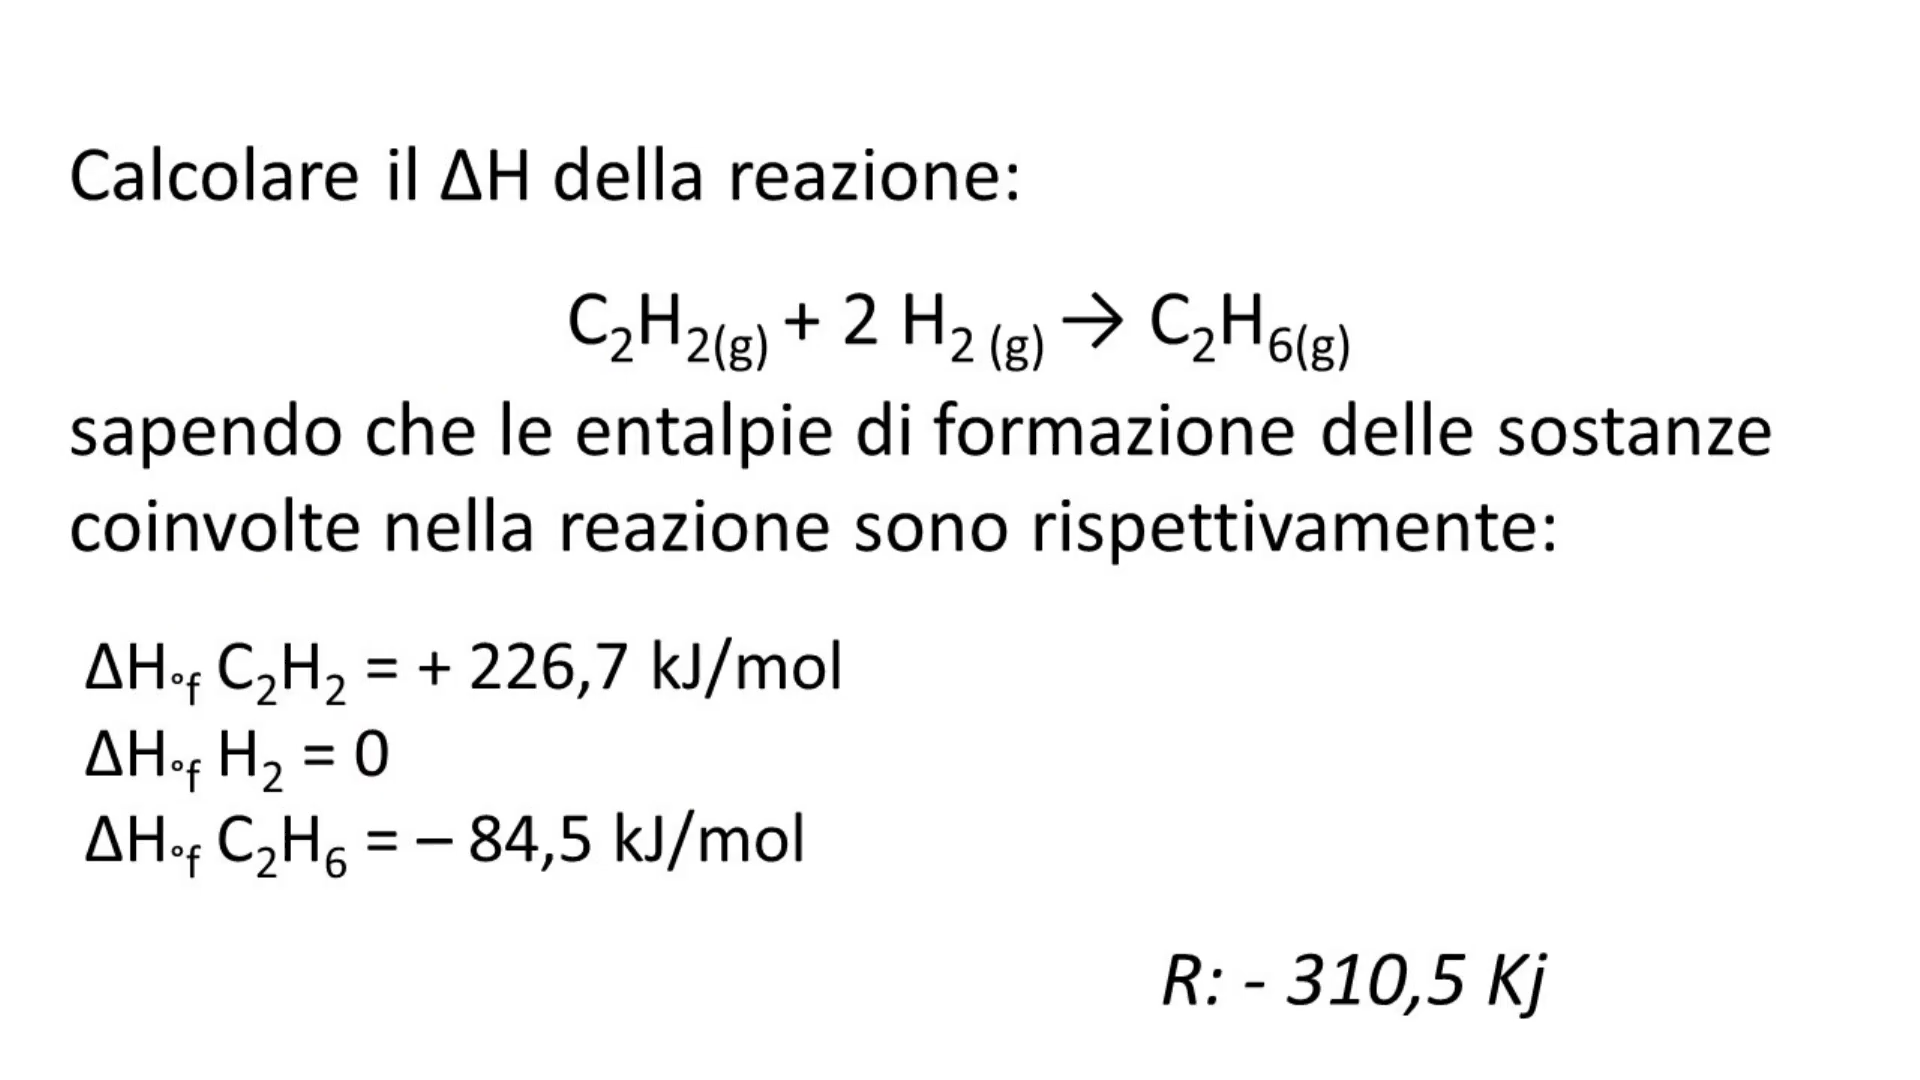 Calcolare il ΔH della reazione:
C₂H₂(g) + 2 H₂ (g) → C₂H₆(g)
sapendo che le entalpie di formazione delle sostanze
coinvolte nella reazione sono rispettivamente:
ΔH°f C₂H₂ = + 226,7 kJ/mol
ΔH°f H₂ = 0
ΔH°f C₂H₆ = – 84,5 kJ/mol
R: - 310,5 Kj